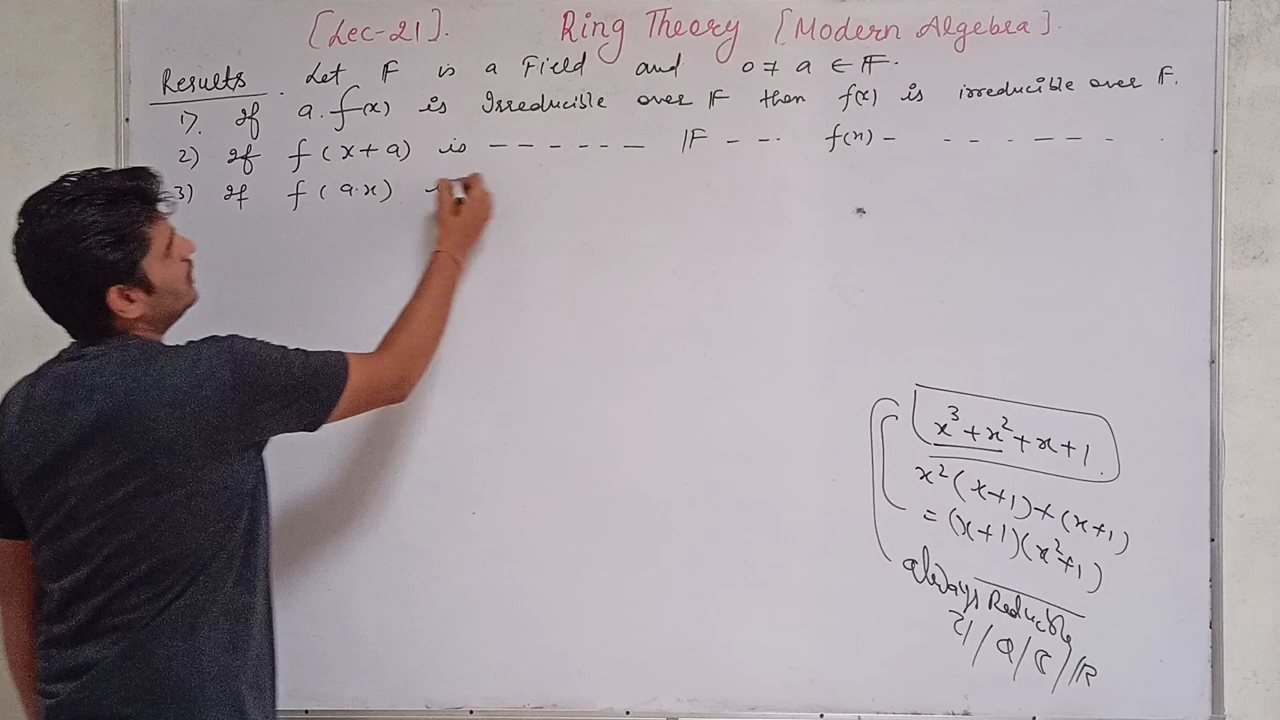 [Lec-21]. Ring Theory [Modern Algebra].
Results. Let F is a Field and 0 ≠ a ∈ F.
1). If a.f(x) is Irreducible over F then f(x) is irreducible over F.
2) If f(x+a) is ------ F --- f(x) - ------ .
3) If f(a.x)
x³+x²+x+1.
x²(x+1)+(x+1)
=(x+1)(x²+1)
always Reducible
Z/Q/C/R